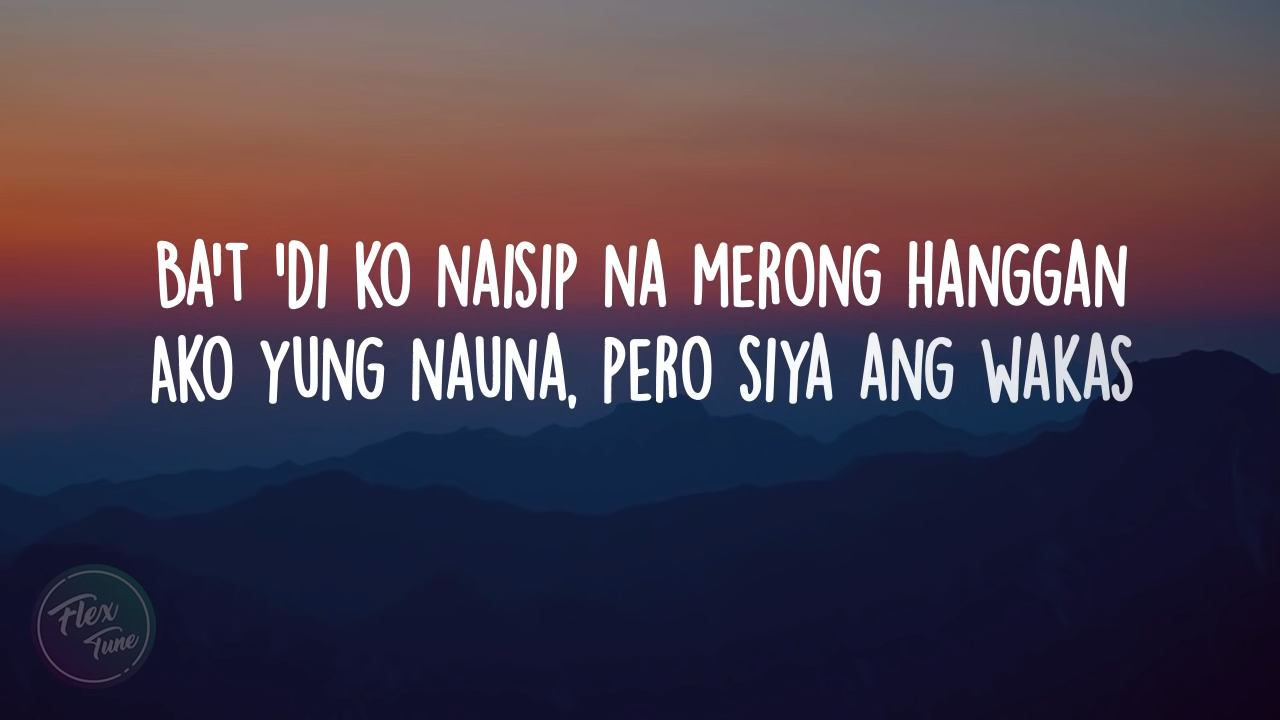 BA'T 'DI KO NAISIP NA MERONG HANGGAN
AKO YUNG NAUNA, PERO SIYA ANG WAKAS
Flex
Tune